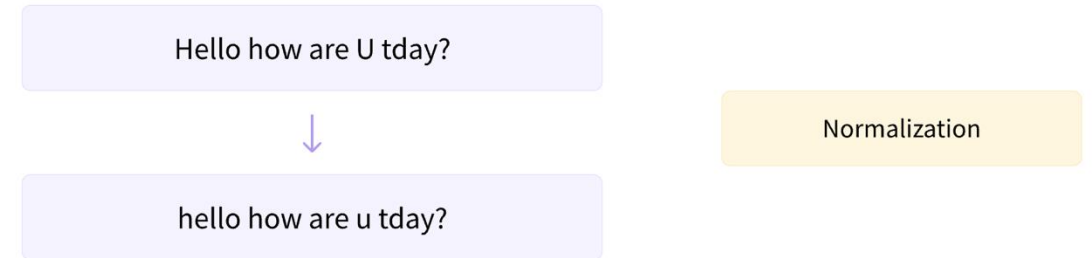 Hello how are U tday?
Normalization
hello how are u tday?